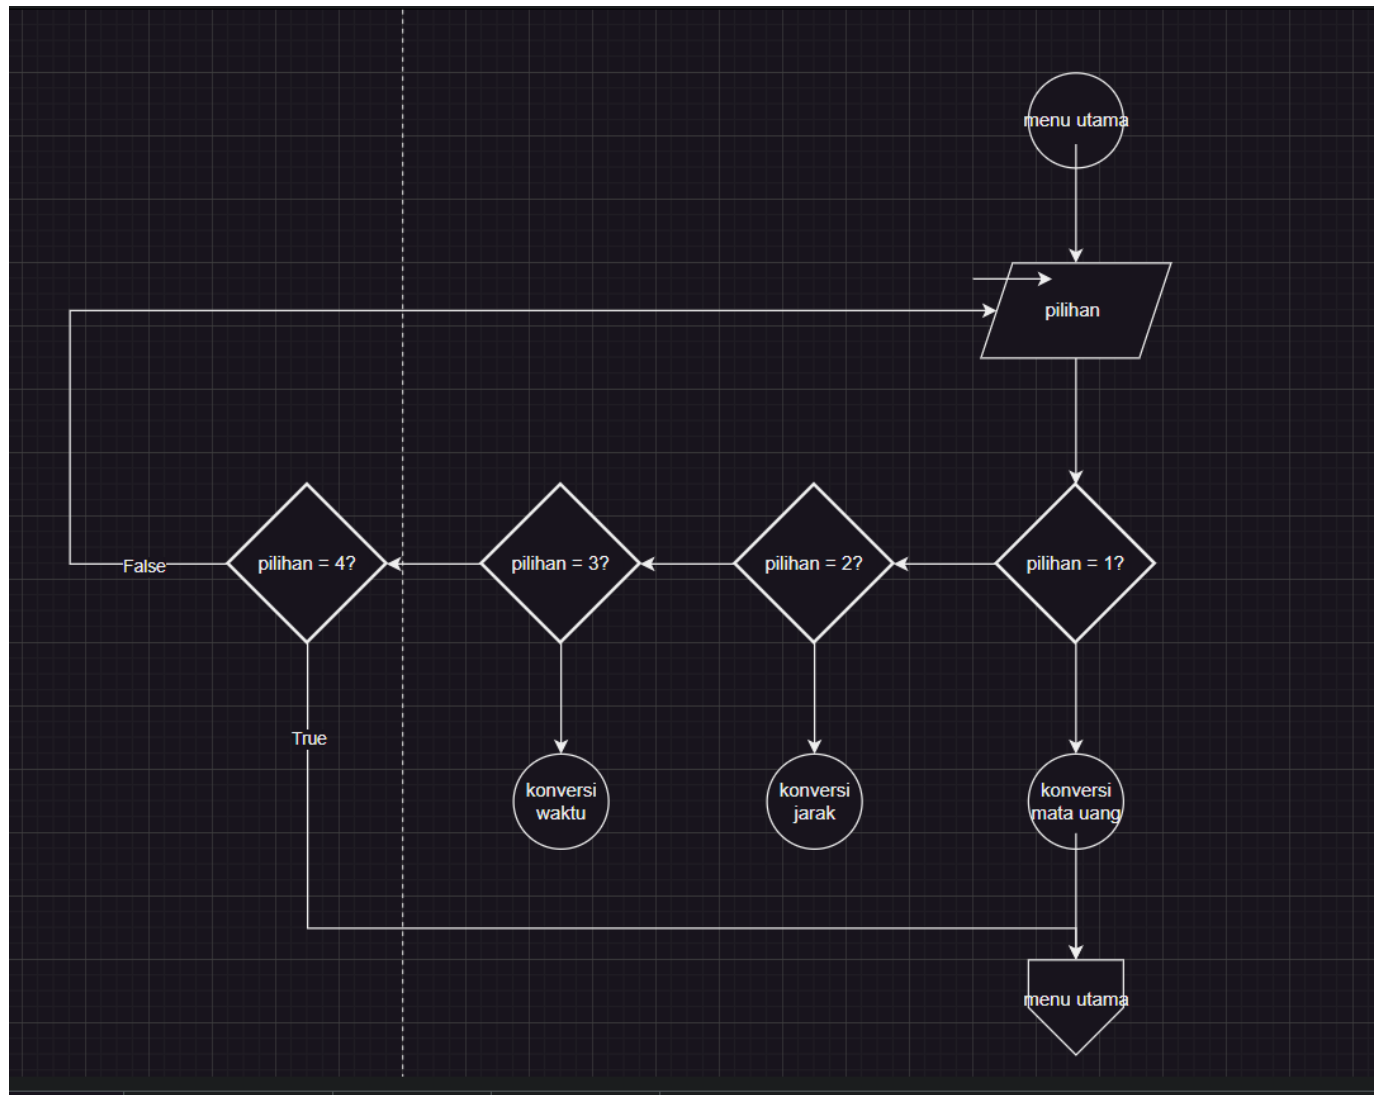 menu utama
pilihan
pilihan = 1?
pilihan = 2?
pilihan = 3?
pilihan = 4?
False
True
konversi
waktu
konversi
jarak
konversi
mata uang
menu utama